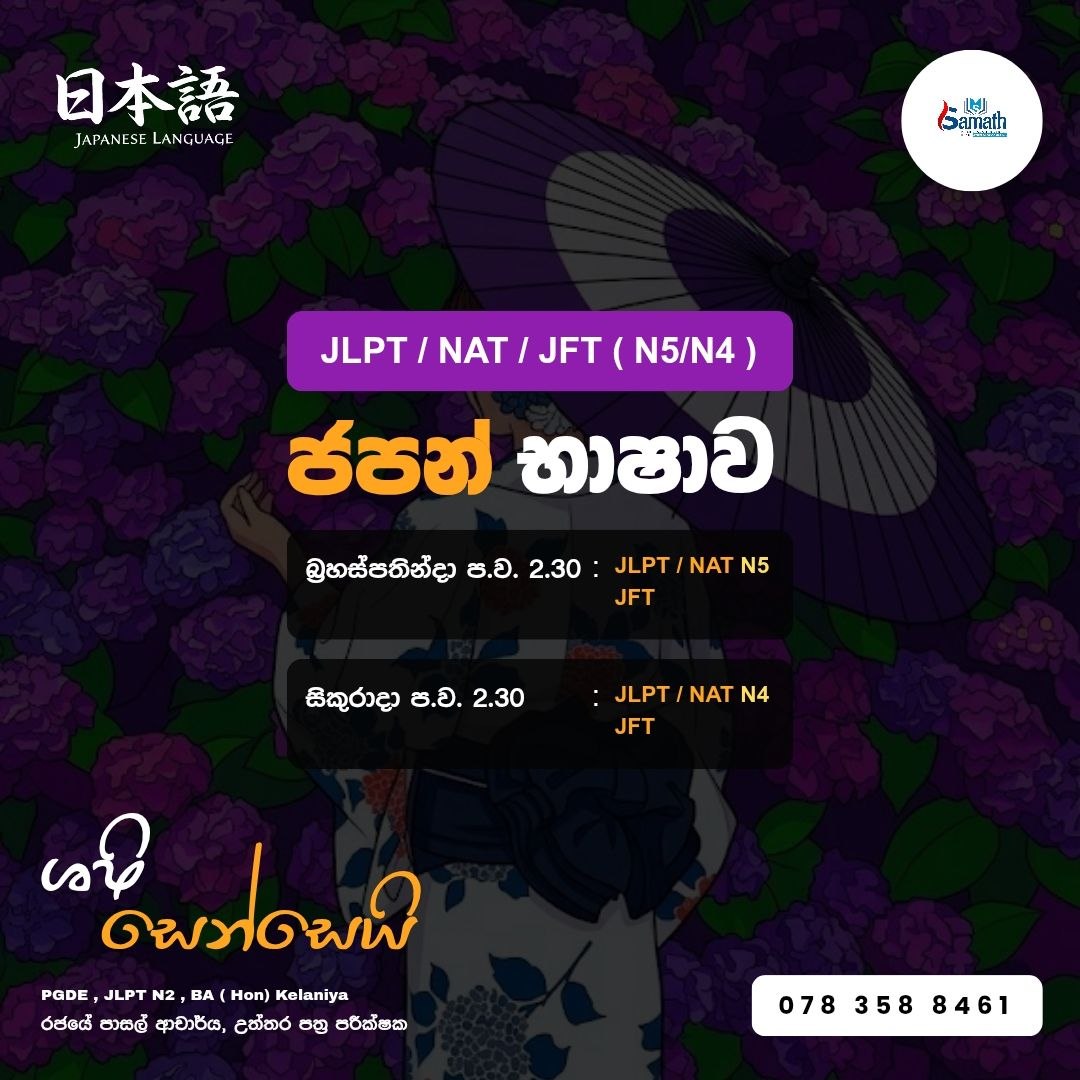 日本語
JAPANESE LANGUAGE
Samath
JLPT / NAT / JFT ( N5/N4 )
ජපන් භාෂාව
බ්‍රහස්පතින්දා ප.ව. 2.30 : JLPT / NAT N5
JFT
සිකුරාදා ප.ව. 2.30 : JLPT / NAT N4
JFT
ශෂී
සෙන්සෙයි
PGDE , JLPT N2 , BA ( Hon) Kelaniya
රජයේ පාසල් ආචාර්ය, උත්තර පත්‍ර පරීක්ෂක
078 358 8461